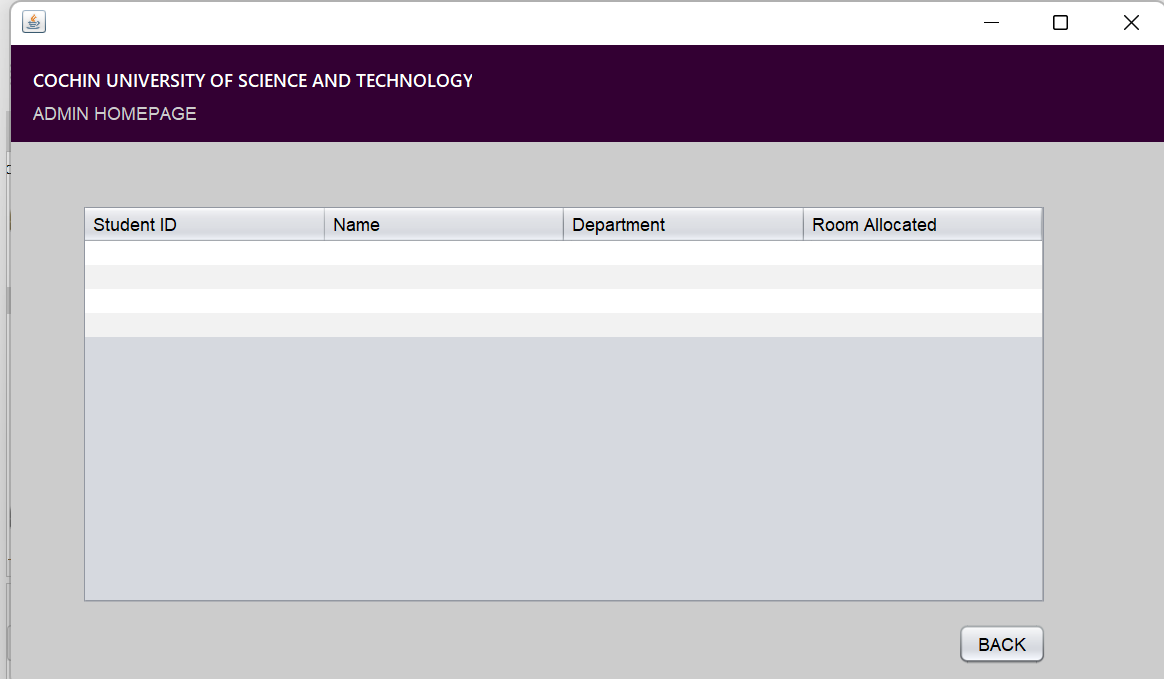 COCHIN UNIVERSITY OF SCIENCE AND TECHNOLOGY
ADMIN HOMEPAGE
Student ID Name Department Room Allocated
BACK